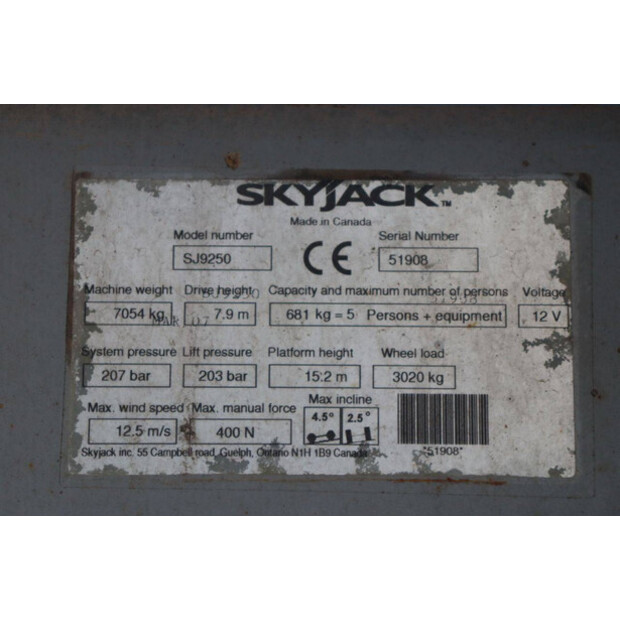 SKYJACK™
Made in Canada
Model number Serial Number
SJ9250 CE 51908
Machine weight Drive height Capacity and maximum number of persons Voltage
7054 kg 7.9 m 681 kg = 5 Persons + equipment 12 V
MAR 07
System pressure Lift pressure Platform height Wheel load
207 bar 203 bar 15.2 m 3020 kg
Max. wind speed Max. manual force Max incline
12.5 m/s 400 N 4.5° 2.5°
Skyjack inc. 55 Campbell road, Guelph, Ontario N1H 1B9 Canada
*51908*